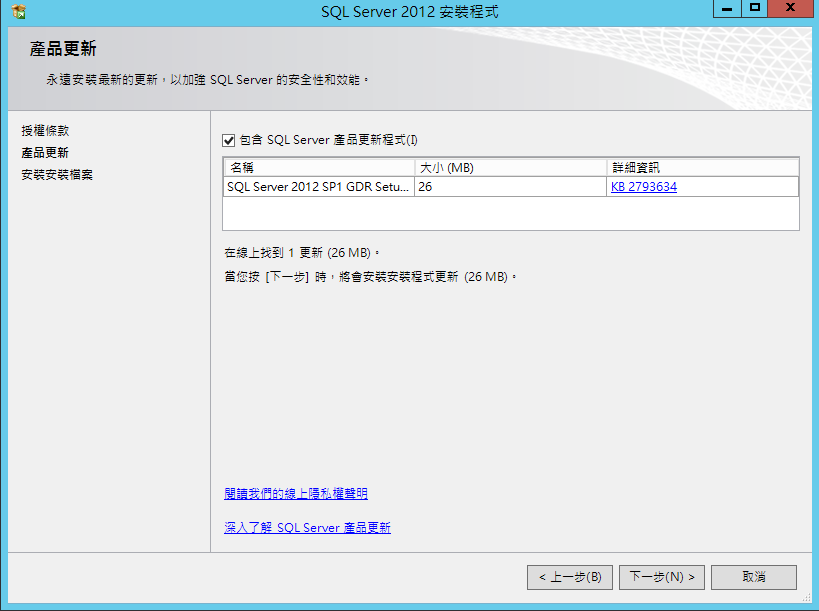 SQL Server 2012 安裝程式
產品更新
永遠安裝最新的更新，以加強 SQL Server 的安全性和效能。
授權條款
產品更新
安裝安裝檔案
包含 SQL Server 產品更新程式(I)
名稱 大小 (MB) 詳細資訊
SQL Server 2012 SP1 GDR Setu... 26 KB 2793634
在線上找到 1 更新 (26 MB)。
當您按 [下一步] 時，將會安裝安裝程式更新 (26 MB)。
閱讀我們的線上隱私權聲明
深入了解 SQL Server 產品更新
< 上一步(B) 下一步(N) > 取消